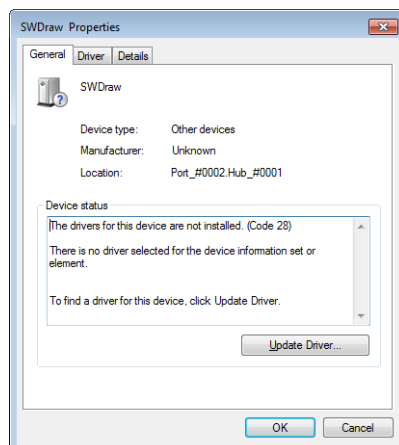 SWDraw Properties
General Driver Details
SWDraw
Device type: Other devices
Manufacturer: Unknown
Location: Port_#0002.Hub_#0001
Device status
The drivers for this device are not installed. (Code 28)
There is no driver selected for the device information set or
element.
To find a driver for this device, click Update Driver.
Update Driver...
OK Cancel